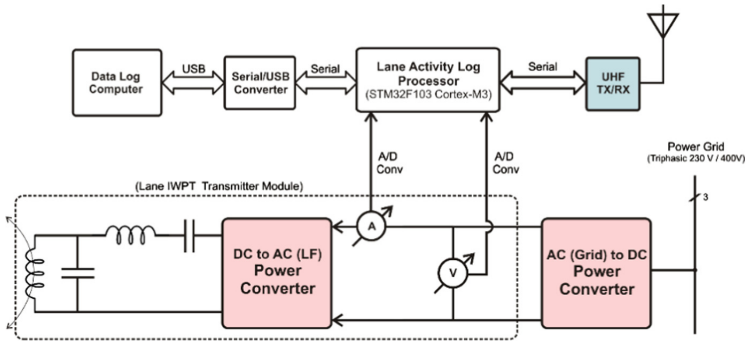 Data Log
Computer
USB
Serial/USB
Converter
Serial
Lane Activity Log
Processor
(STM32F103 Cortex-M3)
Serial
UHF
TX/RX
A/D
Conv
A/D
Conv
Power Grid
(Triphasic 230 V / 400V)
3
(Lane IWPT Transmitter Module)
DC to AC (LF)
Power
Converter
A
V
AC (Grid) to DC
Power
Converter